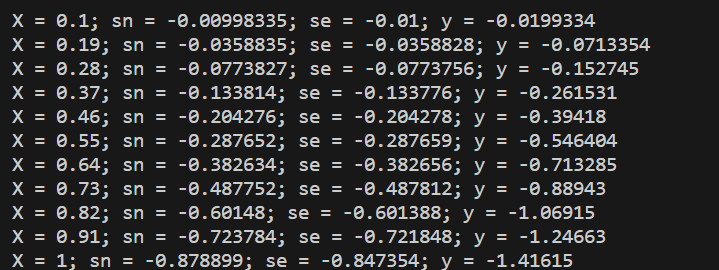 X = 0.1; sn = -0.00998335; se = -0.01; y = -0.0199334
X = 0.19; sn = -0.0358835; se = -0.0358828; y = -0.0713354
X = 0.28; sn = -0.0773827; se = -0.0773756; y = -0.152745
X = 0.37; sn = -0.133814; se = -0.133776; y = -0.261531
X = 0.46; sn = -0.204276; se = -0.204278; y = -0.39418
X = 0.55; sn = -0.287652; se = -0.287659; y = -0.546404
X = 0.64; sn = -0.382634; se = -0.382656; y = -0.713285
X = 0.73; sn = -0.487752; se = -0.487812; y = -0.88943
X = 0.82; sn = -0.60148; se = -0.601388; y = -1.06915
X = 0.91; sn = -0.723784; se = -0.721848; y = -1.24663
X = 1; sn = -0.878899; se = -0.847354; y = -1.41615